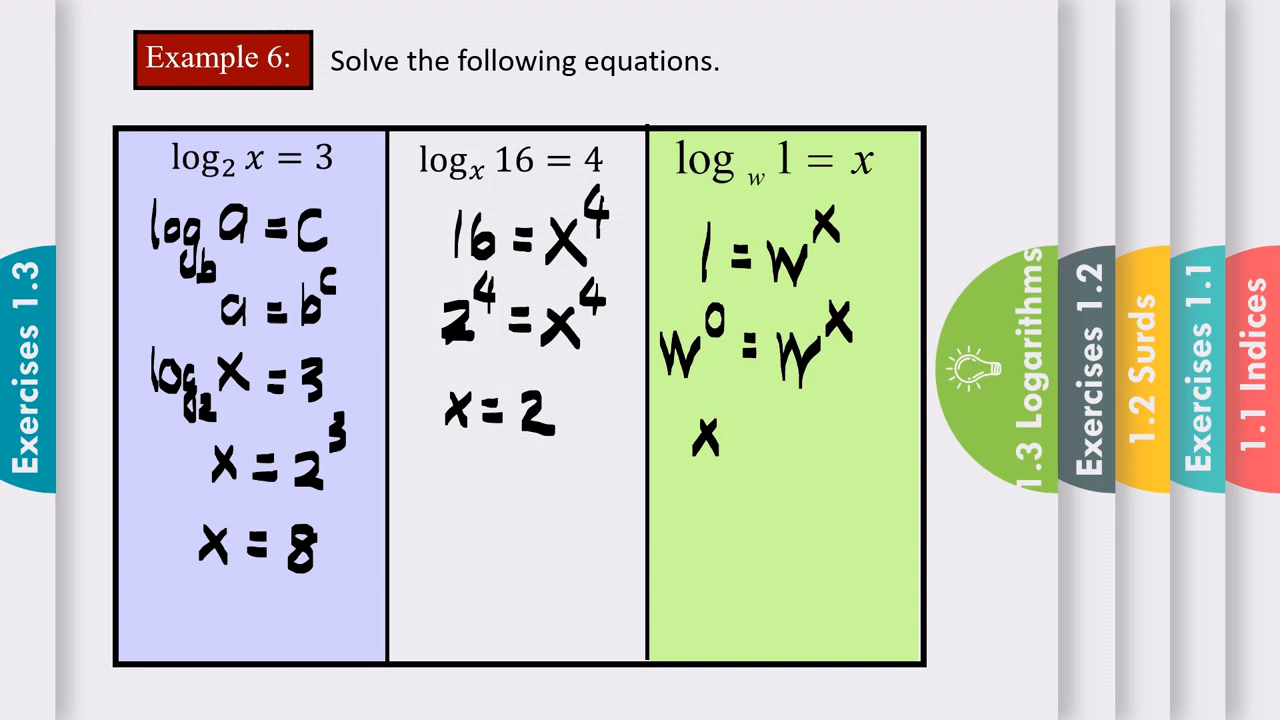 Example 6:
Solve the following equations.
log₂ x = 3
log_b a = c
a = b^c
log₂ x = 3
x = 2³
x = 8
logₓ 16 = 4
16 = x⁴
2⁴ = x⁴
x = 2
log_w 1 = x
1 = w^x
w⁰ = w^x
x
Exercises 1.3
1.3 Logarithms
Exercises 1.2
1.2 Surds
Exercises 1.1
1.1 Indices